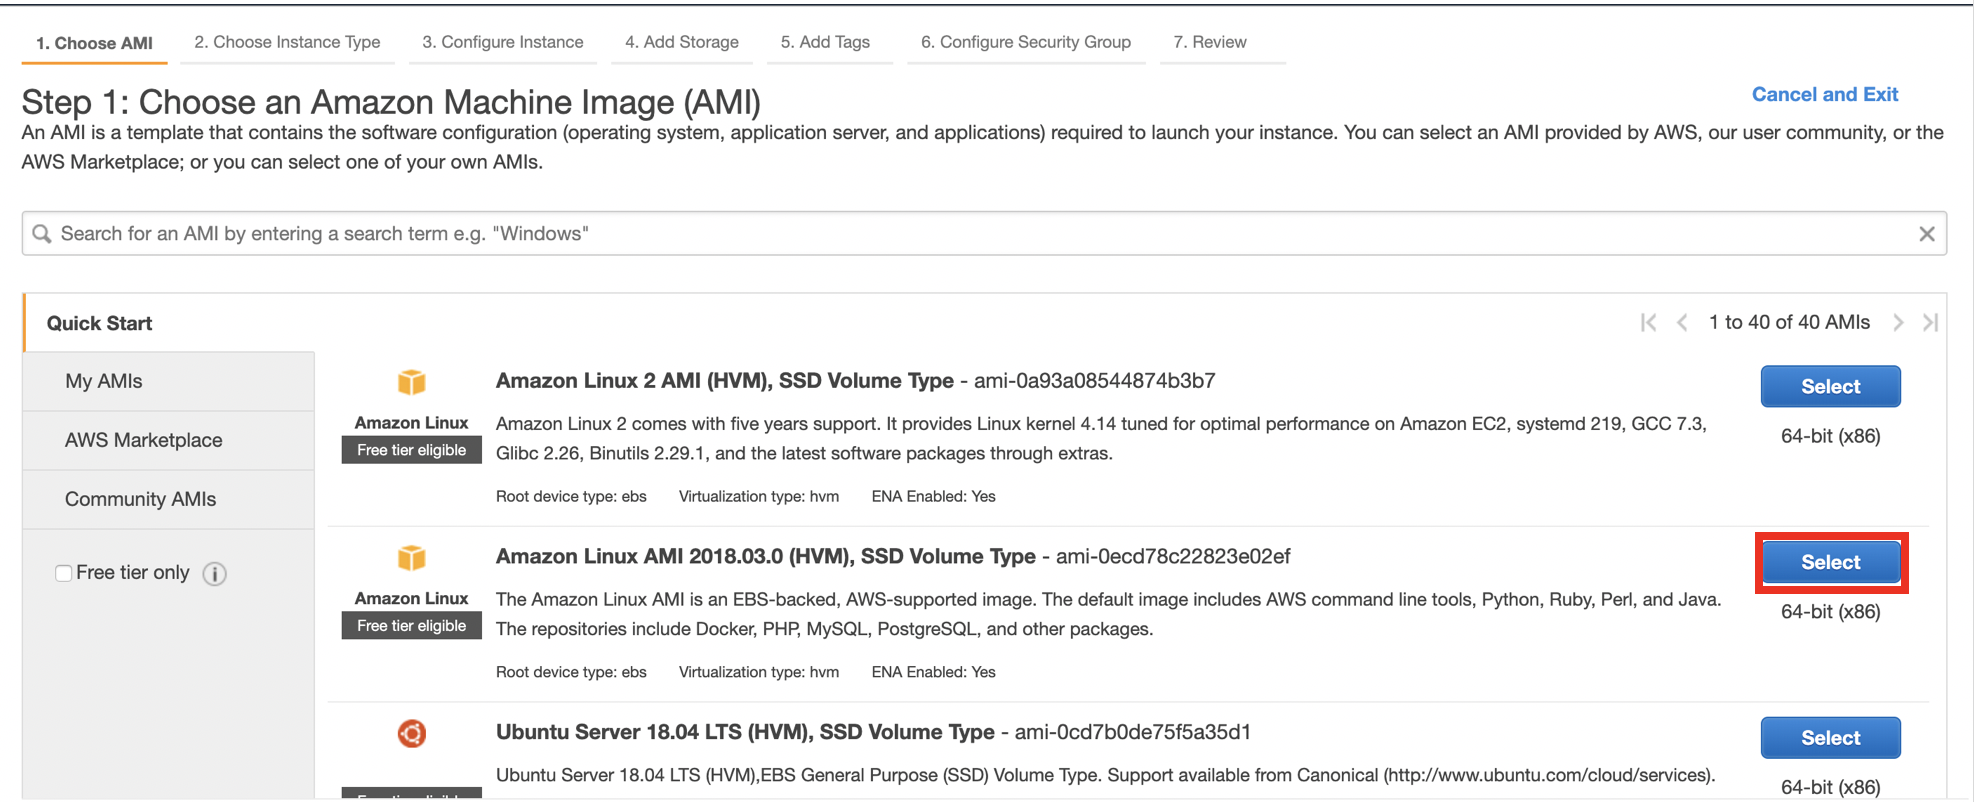 1. Choose AMI 2. Choose Instance Type 3. Configure Instance 4. Add Storage 5. Add Tags 6. Configure Security Group 7. Review
Step 1: Choose an Amazon Machine Image (AMI)
Cancel and Exit
An AMI is a template that contains the software configuration (operating system, application server, and applications) required to launch your instance. You can select an AMI provided by AWS, our user community, or the
AWS Marketplace; or you can select one of your own AMIs.
Search for an AMI by entering a search term e.g. "Windows"
Quick Start
My AMIs
AWS Marketplace
Community AMIs
Free tier only
1 to 40 of 40 AMIs
Amazon Linux
Free tier eligible
Amazon Linux 2 AMI (HVM), SSD Volume Type - ami-0a93a08544874b3b7
Amazon Linux 2 comes with five years support. It provides Linux kernel 4.14 tuned for optimal performance on Amazon EC2, systemd 219, GCC 7.3,
Glibc 2.26, Binutils 2.29.1, and the latest software packages through extras.
Root device type: ebs Virtualization type: hvm ENA Enabled: Yes
Select
64-bit (x86)
Amazon Linux
Free tier eligible
Amazon Linux AMI 2018.03.0 (HVM), SSD Volume Type - ami-0ecd78c22823e02ef
The Amazon Linux AMI is an EBS-backed, AWS-supported image. The default image includes AWS command line tools, Python, Ruby, Perl, and Java.
The repositories include Docker, PHP, MySQL, PostgreSQL, and other packages.
Root device type: ebs Virtualization type: hvm ENA Enabled: Yes
Select
64-bit (x86)
Ubuntu Server 18.04 LTS (HVM), SSD Volume Type - ami-0cd7b0de75f5a35d1
Ubuntu Server 18.04 LTS (HVM),EBS General Purpose (SSD) Volume Type. Support available from Canonical (http://www.ubuntu.com/cloud/services).
Select
64-bit (x86)